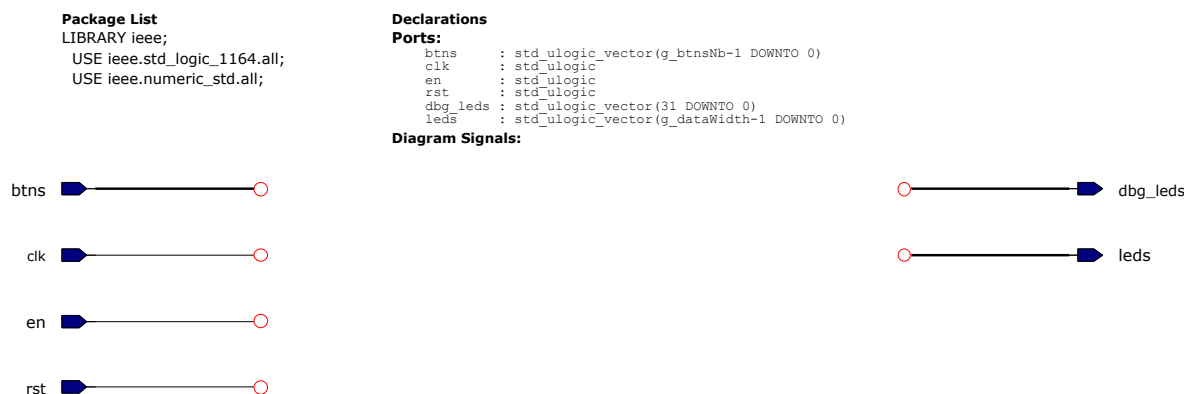 Package List
LIBRARY ieee;
USE ieee.std_logic_1164.all;
USE ieee.numeric_std.all;
Declarations
Ports:
btns : std_ulogic_vector(g_btnsNb-1 DOWNTO 0)
clk : std_ulogic
en : std_ulogic
rst : std_ulogic
dbg_leds : std_ulogic_vector(31 DOWNTO 0)
leds : std_ulogic_vector(g_dataWidth-1 DOWNTO 0)
Diagram Signals:
btns
dbg_leds
clk
leds
en
rst